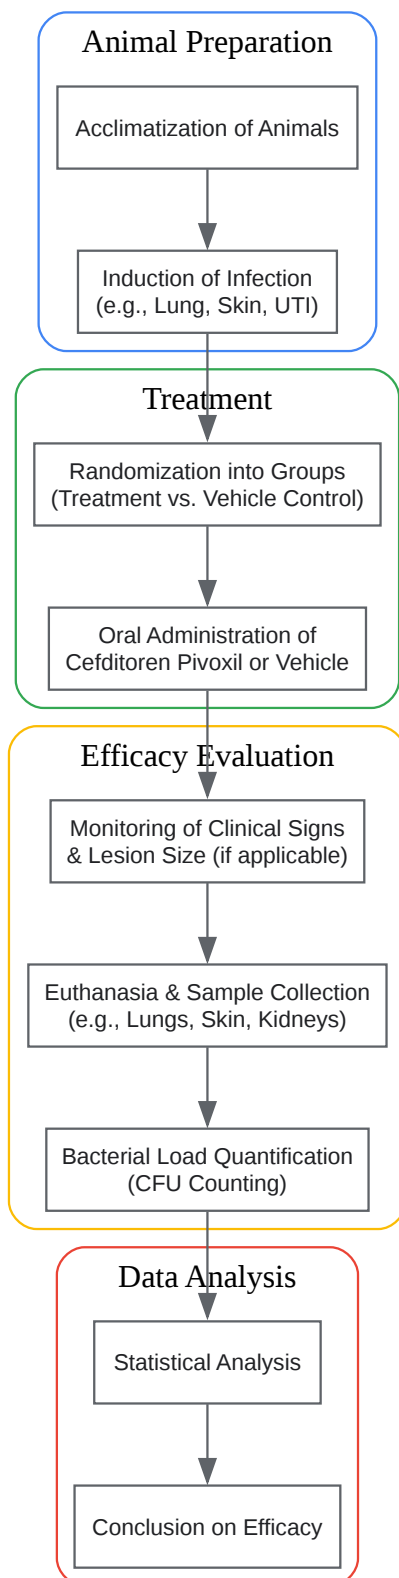 Animal Preparation
Acclimatization of Animals
Induction of Infection
(e.g., Lung, Skin, UTI)
Treatment
Randomization into Groups
(Treatment vs. Vehicle Control)
Oral Administration of
Cefditoren Pivoxil or Vehicle
Efficacy Evaluation
Monitoring of Clinical Signs
& Lesion Size (if applicable)
Euthanasia & Sample Collection
(e.g., Lungs, Skin, Kidneys)
Bacterial Load Quantification
(CFU Counting)
Data Analysis
Statistical Analysis
Conclusion on Efficacy